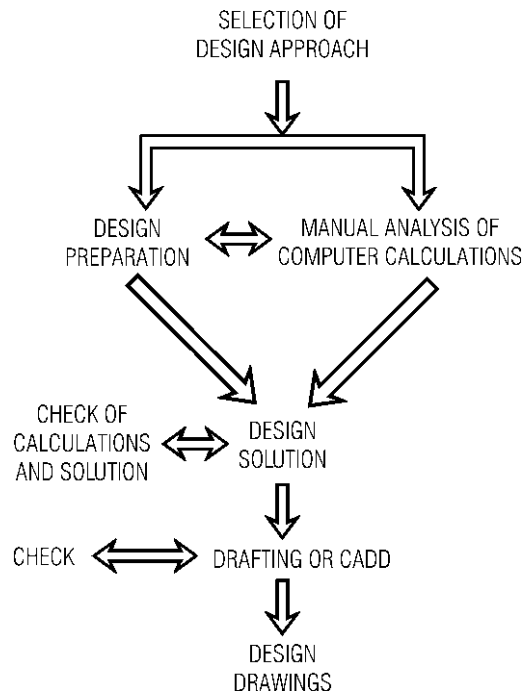 SELECTION OF
DESIGN APPROACH
DESIGN
PREPARATION
MANUAL ANALYSIS OF
COMPUTER CALCULATIONS
CHECK OF
CALCULATIONS
AND SOLUTION
DESIGN
SOLUTION
CHECK
DRAFTING OR CADD
DESIGN
DRAWINGS